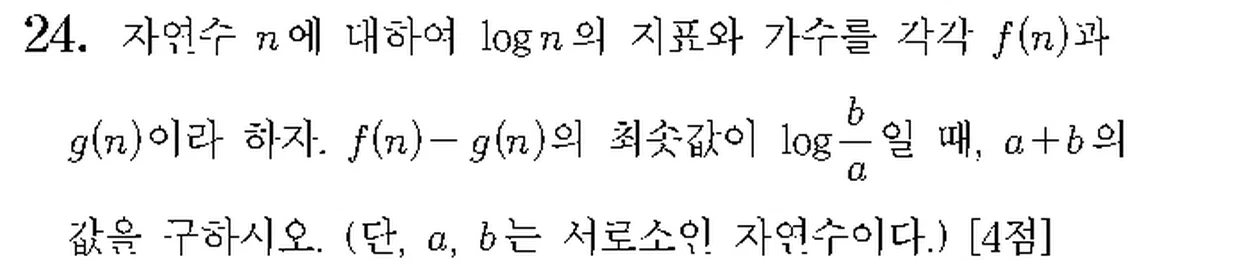 24. 자연수 n에 대하여 log n의 지표와 가수를 각각 f(n)과
g(n)이라 하자. f(n)－g(n)의 최솟값이 log b/a일 때, a+b의
값을 구하시오. (단, a, b는 서로소인 자연수이다.) [4점]